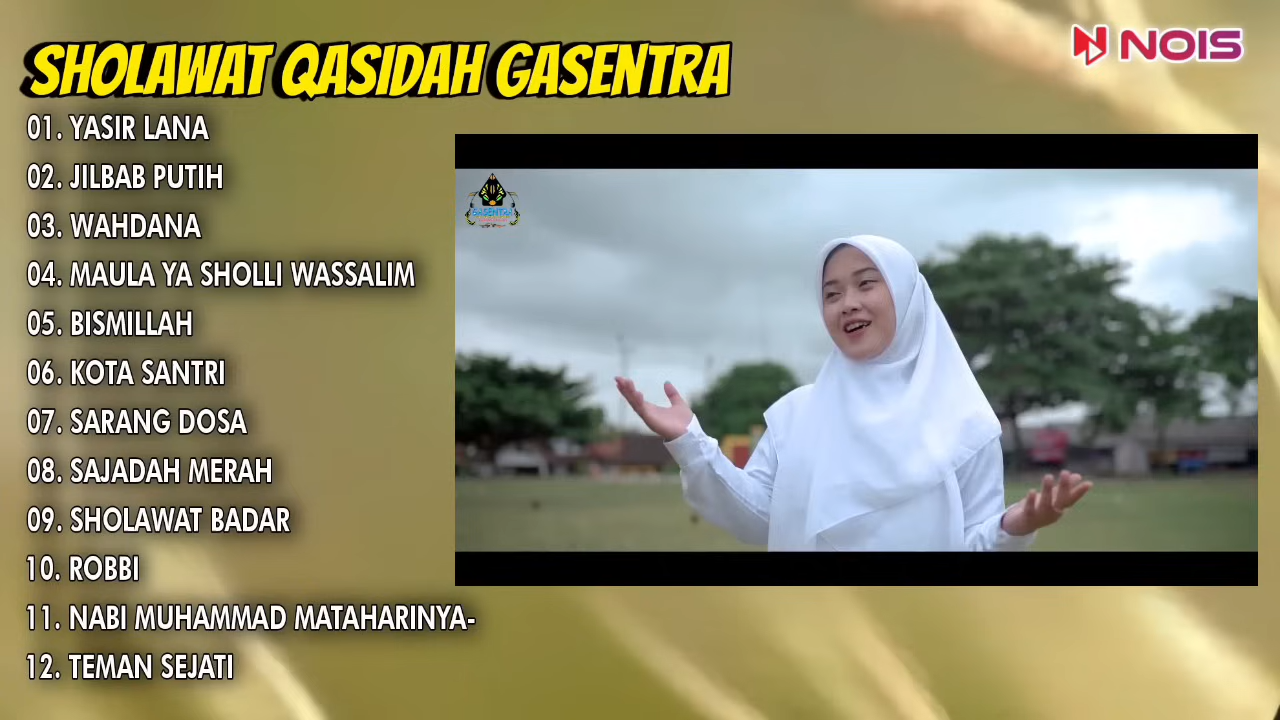 SHOLAWAT QASIDAH GASENTRA
NOIS
01. YASIR LANA
02. JILBAB PUTIH
03. WAHDANA
04. MAULA YA SHOLLI WASSALIM
05. BISMILLAH
06. KOTA SANTRI
07. SARANG DOSA
08. SAJADAH MERAH
09. SHOLAWAT BADAR
10. ROBBI
11. NABI MUHAMMAD MATAHARINYA-
12. TEMAN SEJATI
GASENTRA